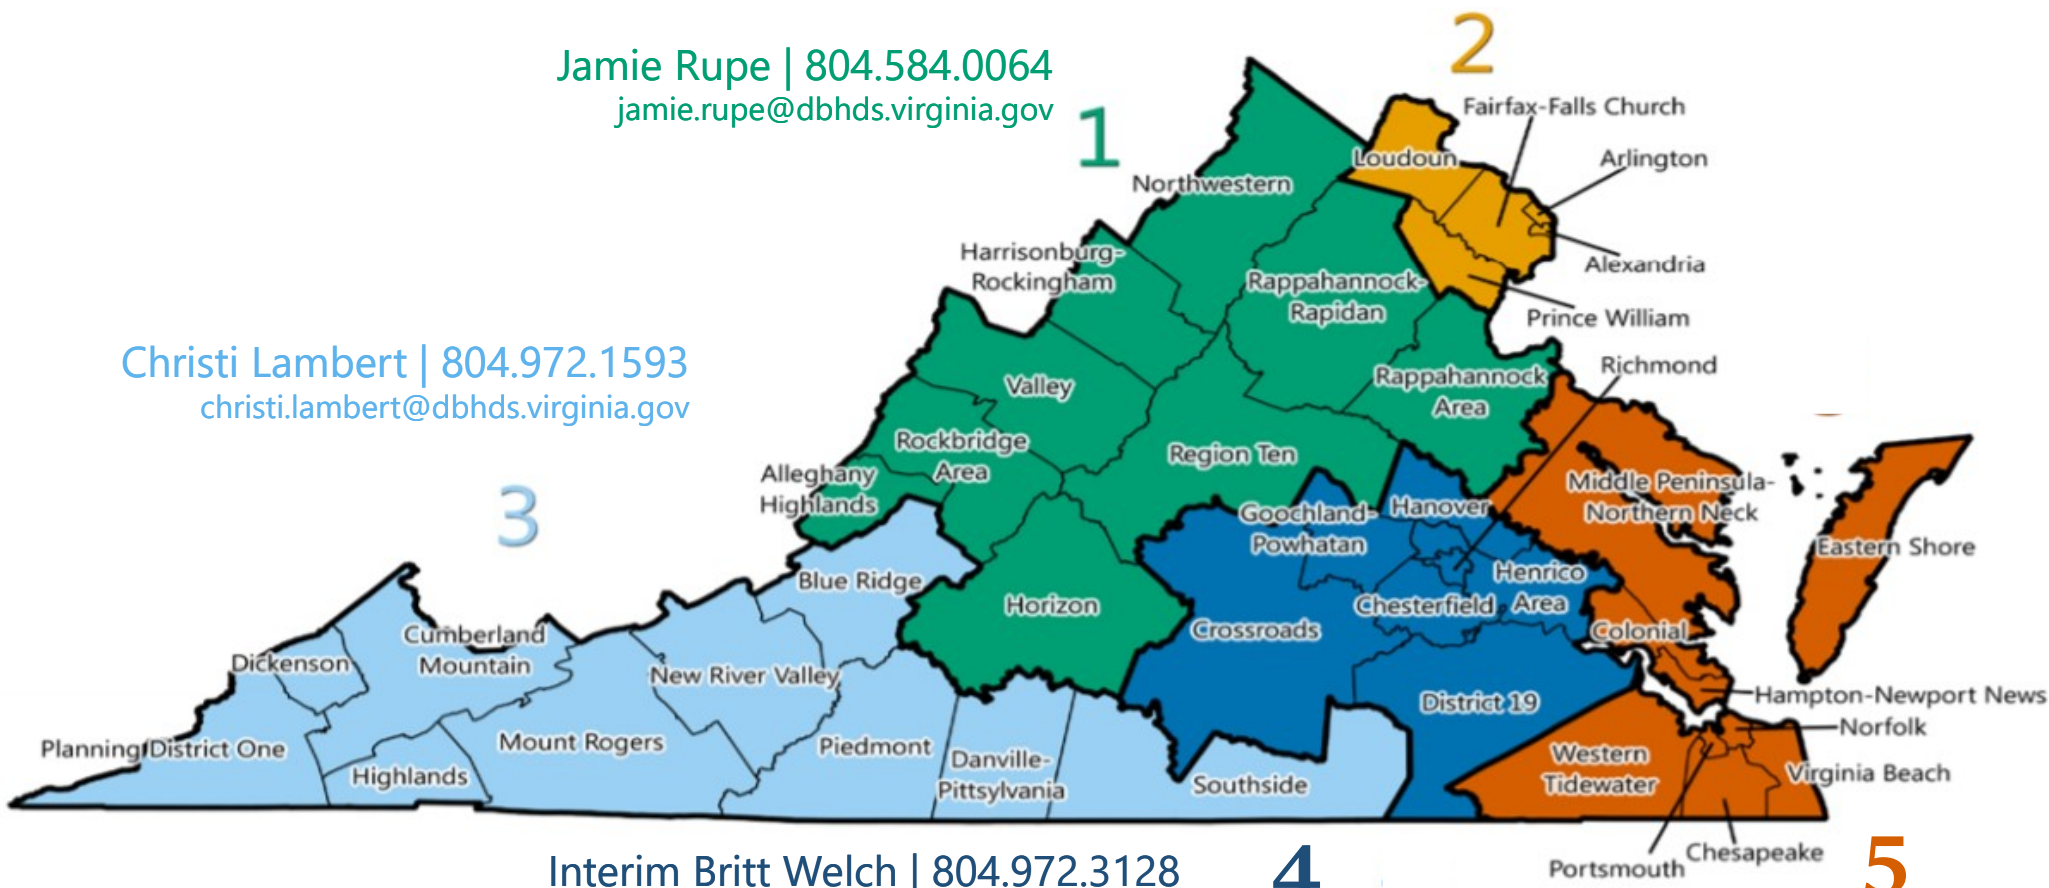 2
Jamie Rupe | 804.584.0064
jamie.rupe@dbhds.virginia.gov
1
Fairfax-Falls Church
Loudoun
Arlington
Northwestern
Alexandria
Harrisonburg-
Rockingham
Rappahannock-
Rapidan
Prince William
Richmond
Christi Lambert | 804.972.1593
christi.lambert@dbhds.virginia.gov
Valley
Rappahannock
Area
Rockbridge
Area
Region Ten
Alleghany
Highlands
Middle Peninsula-
Northern Neck
3
Goochland-
Powhatan
Hanover
Eastern Shore
Blue Ridge
Henrico
Area
Horizon
Chesterfield
Crossroads
Colonial
Cumberland
Mountain
Dickenson
New River Valley
Hampton-Newport News
District 19
Norfolk
Planning District One
Mount Rogers
Piedmont
Danville-
Pittsylvania
Western
Tidewater
Highlands
Southside
Virginia Beach
Portsmouth
Chesapeake
Interim Britt Welch | 804.972.3128
4
5